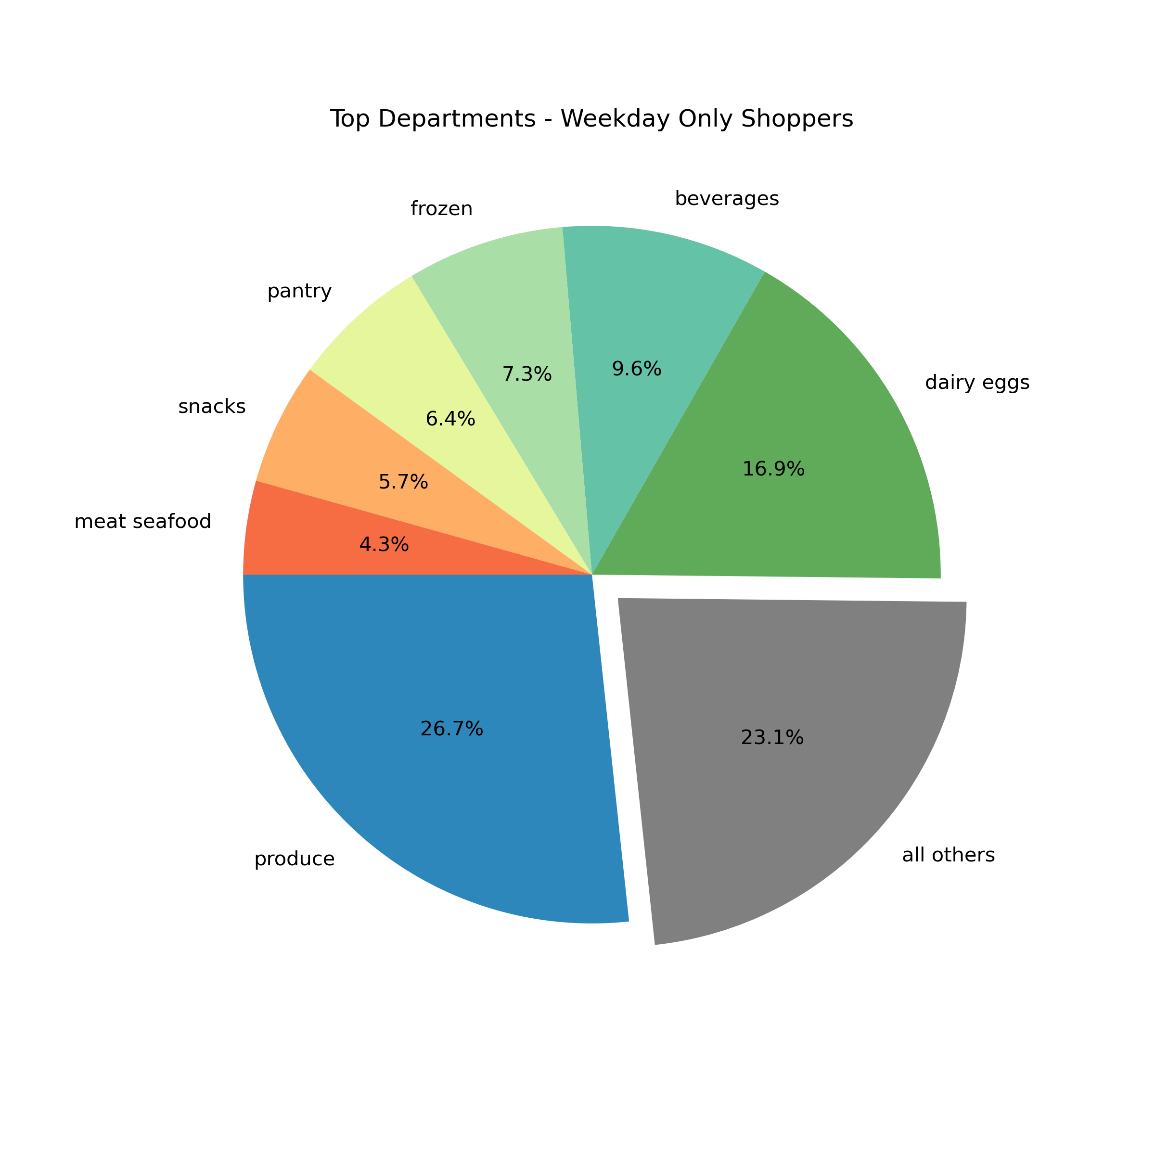 Top Departments - Weekday Only Shoppers
beverages
frozen
pantry
7.3%
9.6%
dairy eggs
snacks
6.4%
16.9%
5.7%
meat seafood
4.3%
26.7%
23.1%
produce
all others